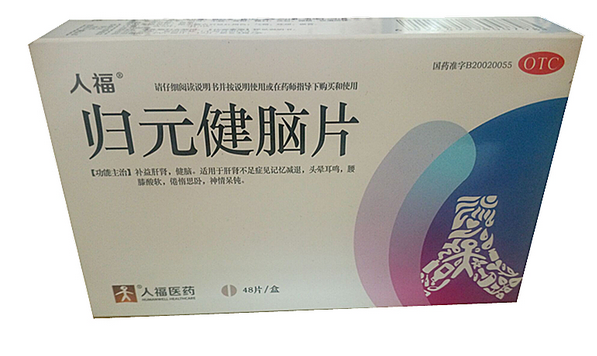 国药准字B20020055
OTC
人福®
请仔细阅读说明书并按说明使用或在药师指导下购买和使用
归元健脑片
【功能主治】补益肝肾，健脑。适用于肝肾不足症见记忆减退，头晕耳鸣，腰
膝酸软，倦惰思卧，神情呆钝。
人福医药
HUMANWELL HEALTHCARE
48片/盒